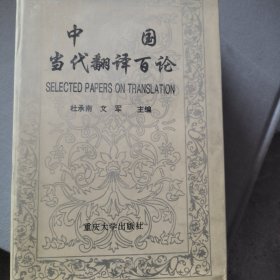 中国
当代翻译百论
SELECTED PAPERS ON TRANSLATION
杜承南 文军 主编
重庆大学出版社